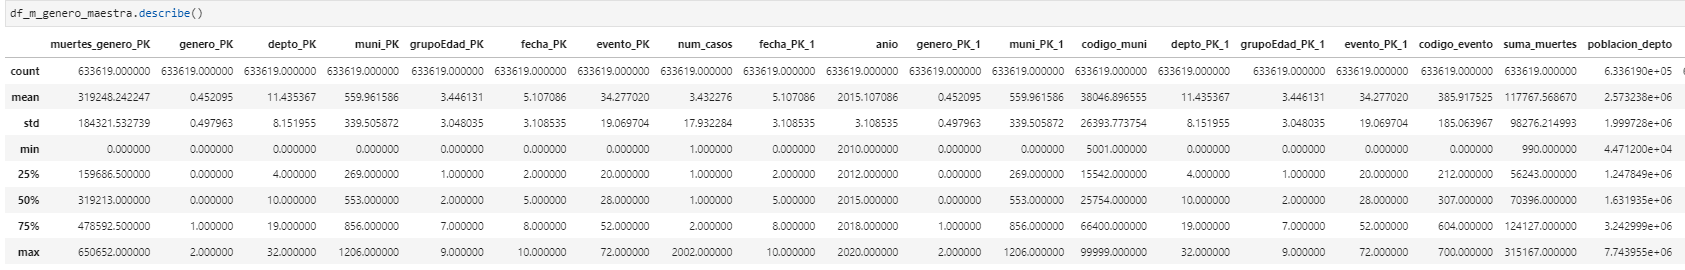 df_m_genero_maestra.describe()
muertes_genero_PK genero_PK depto_PK muni_PK grupoEdad_PK fecha_PK evento_PK num_casos fecha_PK_1 anio genero_PK_1 muni_PK_1 codigo_muni depto_PK_1 grupoEdad_PK_1 evento_PK_1 codigo_evento suma_muertes poblacion_depto
count 633619.000000 633619.000000 633619.000000 633619.000000 633619.000000 633619.000000 633619.000000 633619.000000 633619.000000 633619.000000 633619.000000 633619.000000 633619.000000 633619.000000 633619.000000 633619.000000 633619.000000 633619.000000 6.336190e+05
mean 319248.242247 0.452095 11.435367 559.961586 3.446131 5.107086 34.277020 3.432276 5.107086 2015.107086 0.452095 559.961586 38046.896555 11.435367 3.446131 34.277020 385.917525 117767.568670 2.573238e+06
std 184321.532739 0.497963 8.151955 339.505872 3.048035 3.108535 19.069704 17.932284 3.108535 3.108535 0.497963 339.505872 26393.773754 8.151955 3.048035 19.069704 185.063967 98276.214993 1.999728e+06
min 0.000000 0.000000 0.000000 0.000000 0.000000 0.000000 0.000000 1.000000 0.000000 2010.000000 0.000000 0.000000 5001.000000 0.000000 0.000000 0.000000 0.000000 990.000000 4.471200e+04
25% 159686.500000 0.000000 4.000000 269.000000 1.000000 2.000000 20.000000 1.000000 2.000000 2012.000000 0.000000 269.000000 15542.000000 4.000000 1.000000 20.000000 212.000000 56243.000000 1.247849e+06
50% 319213.000000 0.000000 10.000000 553.000000 2.000000 5.000000 28.000000 1.000000 5.000000 2015.000000 0.000000 553.000000 25754.000000 10.000000 2.000000 28.000000 307.000000 70396.000000 1.631935e+06
75% 478592.500000 1.000000 19.000000 856.000000 7.000000 8.000000 52.000000 2.000000 8.000000 2018.000000 1.000000 856.000000 66400.000000 19.000000 7.000000 52.000000 604.000000 124127.000000 3.242999e+06
max 650652.000000 2.000000 32.000000 1206.000000 9.000000 10.000000 72.000000 2002.000000 10.000000 2020.000000 2.000000 1206.000000 99999.000000 32.000000 9.000000 72.000000 700.000000 315167.000000 7.743955e+06